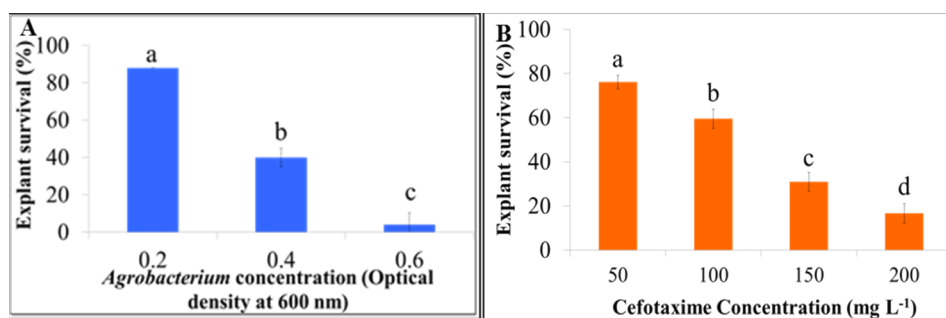 A
Explant survival (%)
100
80
60
40
20
0
a
b
c
0.2 0.4 0.6
Agrobacterium concentration (Optical
density at 600 nm)
B
Explant survival (%)
100
80
60
40
20
0
a
b
c
d
50 100 150 200
Cefotaxime Concentration (mg L⁻¹)